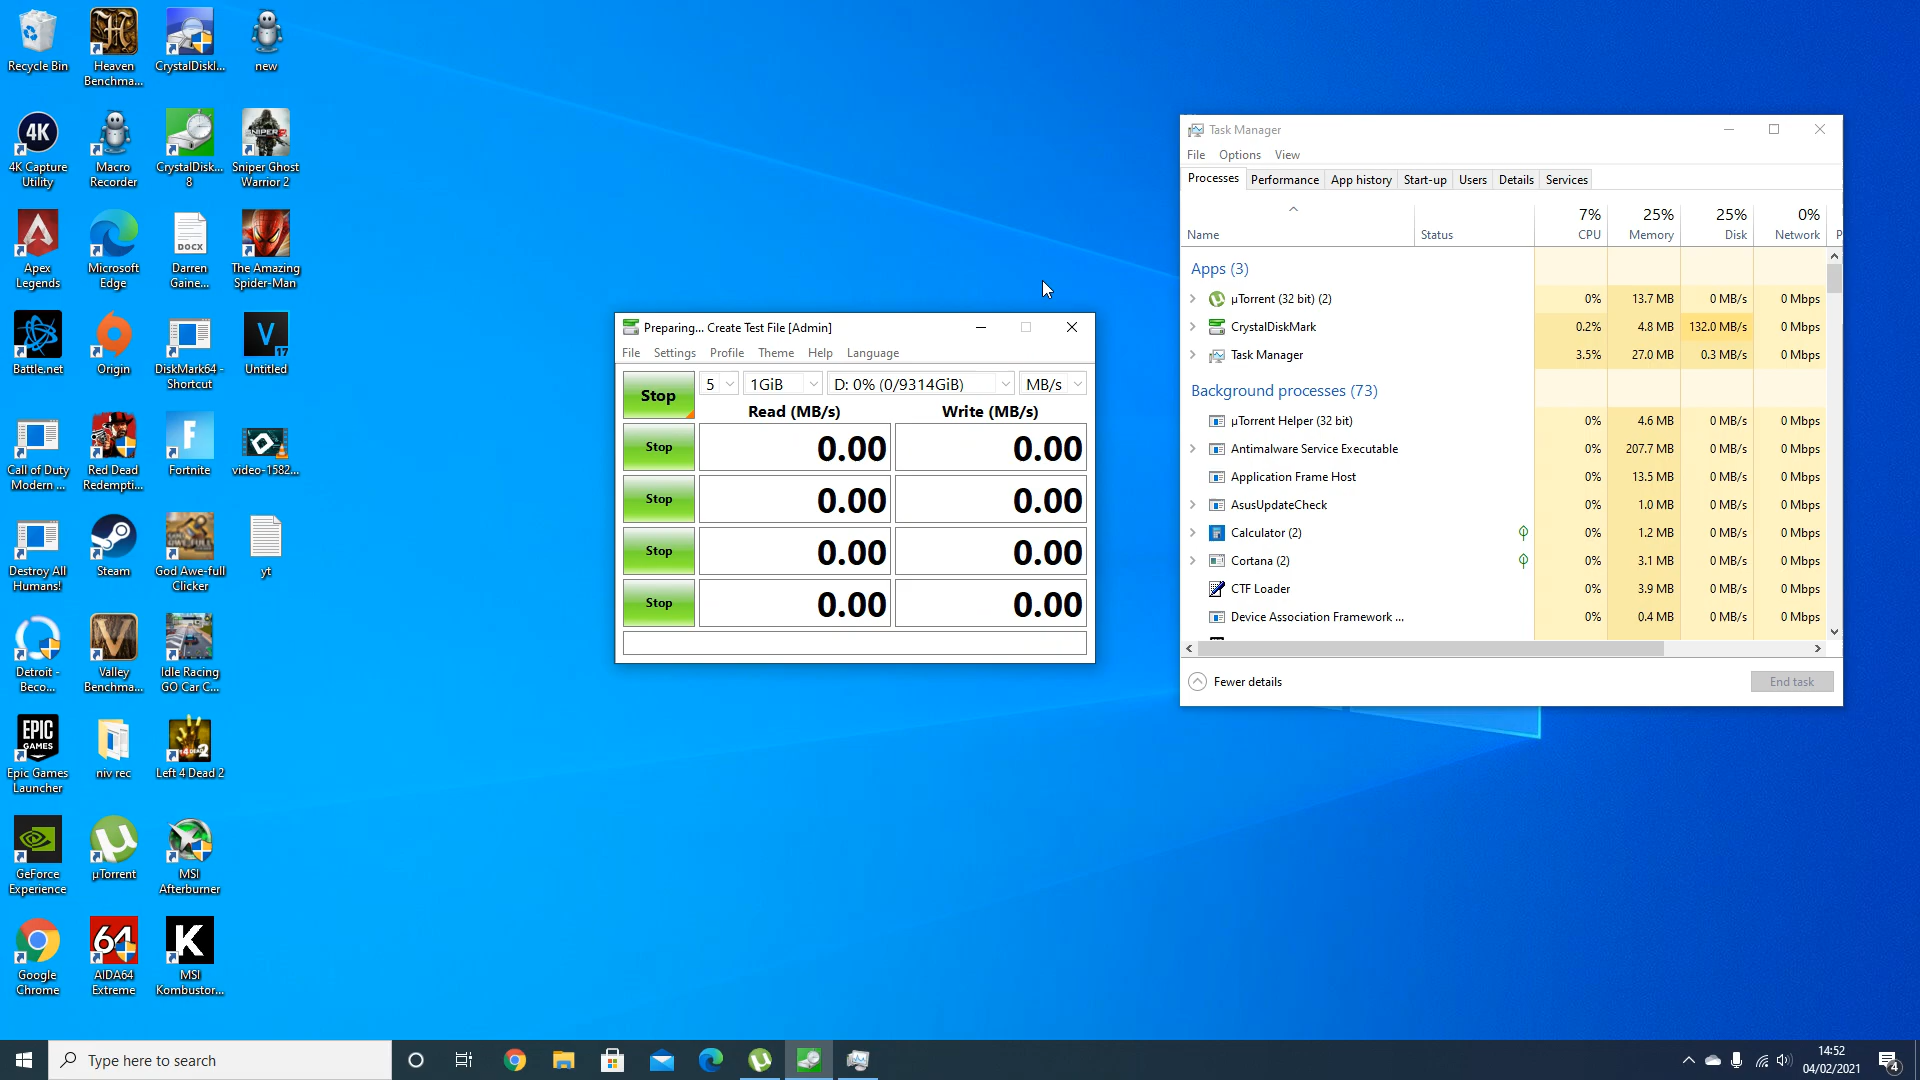 Recycle Bin
Heaven
Benchma...
CrystalDiskI...
new
4K
4K Capture
Utility
Macro
Recorder
CrystalDisk...
8
SNIPER2
Sniper Ghost
Warrior 2
Apex
Legends
Microsoft
Edge
DOCX
Darren
Gaine...
The Amazing
Spider-Man
Battle.net
Origin
DiskMark64 -
Shortcut
V
17
Untitled
Call of Duty
Modern ...
Red Dead
Redempti...
Fortnite
video-1582...
Destroy All
Humans!
Steam
God Awe-full
Clicker
yt
Detroit -
Beco...
Valley
Benchma...
Idle Racing
GO Car C...
EPIC
GAMES
Epic Games
Launcher
niv rec
Left 4 Dead 2
GeForce
Experience
µTorrent
MSI
Afterburner
Google
Chrome
64
AIDA64
Extreme
K
MSI
Kombustor...
Preparing... Create Test File [Admin]
File Settings Profile Theme Help Language
Stop 5 1GiB D: 0% (0/9314GiB) MB/s
Read (MB/s) Write (MB/s)
Stop 0.00 0.00
Stop 0.00 0.00
Stop 0.00 0.00
Stop 0.00 0.00
Task Manager
File Options View
Processes Performance App history Start-up Users Details Services
7% 25% 25% 0%
Name Status CPU Memory Disk Network P
Apps (3)
µTorrent (32 bit) (2) 0% 13.7 MB 0 MB/s 0 Mbps
CrystalDiskMark 0.2% 4.8 MB 132.0 MB/s 0 Mbps
Task Manager 3.5% 27.0 MB 0.3 MB/s 0 Mbps
Background processes (73)
µTorrent Helper (32 bit) 0% 4.6 MB 0 MB/s 0 Mbps
Antimalware Service Executable 0% 207.7 MB 0 MB/s 0 Mbps
Application Frame Host 0% 13.5 MB 0 MB/s 0 Mbps
AsusUpdateCheck 0% 1.0 MB 0 MB/s 0 Mbps
Calculator (2) 0% 1.2 MB 0 MB/s 0 Mbps
Cortana (2) 0% 3.1 MB 0 MB/s 0 Mbps
CTF Loader 0% 3.9 MB 0 MB/s 0 Mbps
Device Association Framework ... 0% 0.4 MB 0 MB/s 0 Mbps
Fewer details End task
Type here to search
14:52
04/02/2021
4